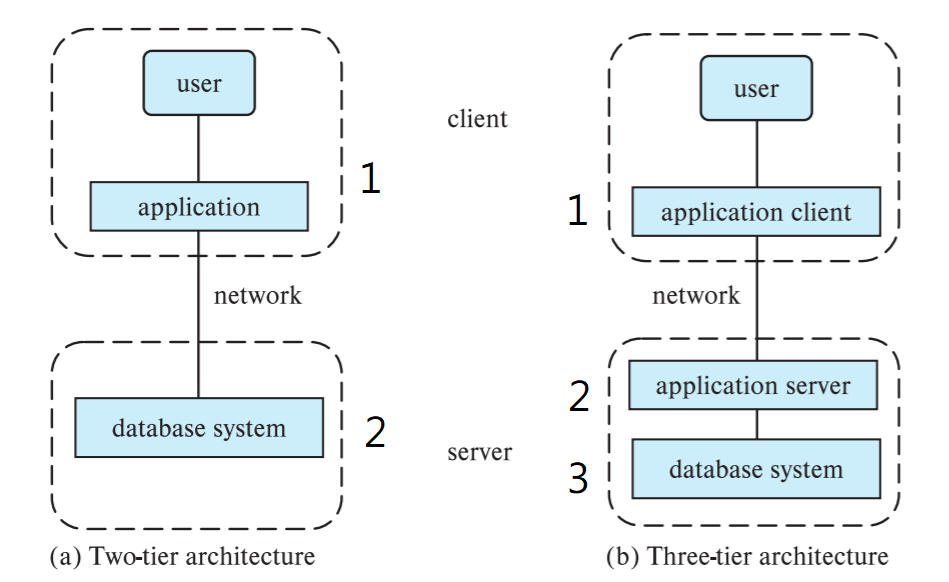 user
application
1
network
database system
2
(a) Two-tier architecture
client
server
user
application client
1
network
application server
2
database system
3
(b) Three-tier architecture